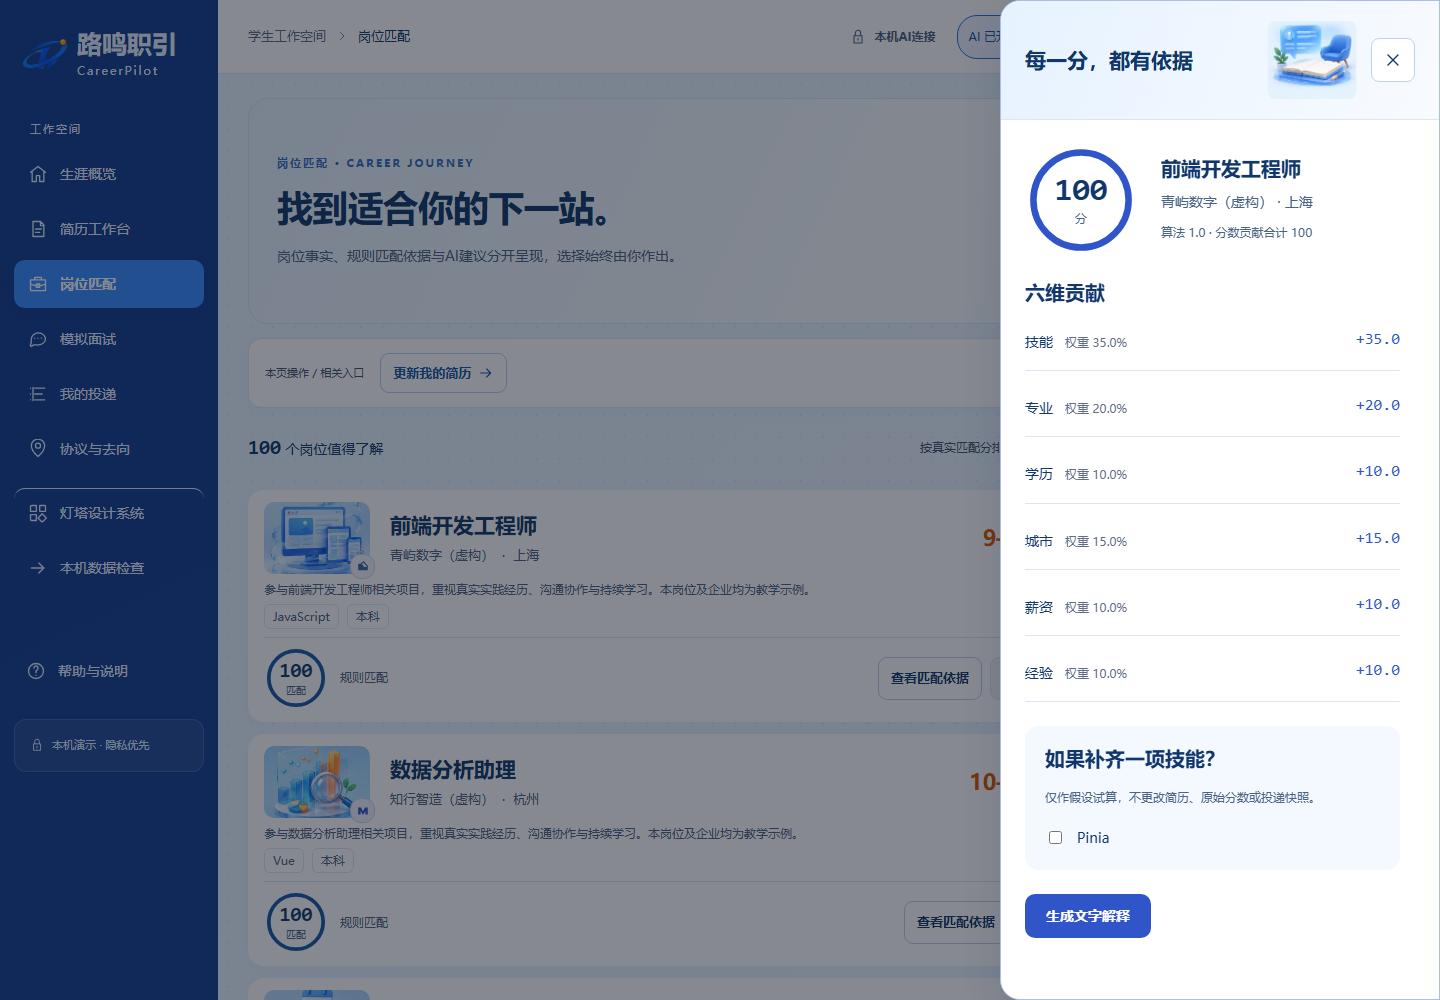 路鸣职引
CareerPilot
工作空间
生涯概览
简历工作台
岗位匹配
模拟面试
我的投递
协议与去向
灯塔设计系统
本机数据检查
帮助与说明
本机演示 · 隐私优先
学生工作空间 > 岗位匹配
本机AI连接
AI 已
岗位匹配 • CAREER JOURNEY
找到适合你的下一站。
岗位事实、规则匹配依据与AI建议分开呈现，选择始终由你作出。
本页操作 / 相关入口
更新我的简历 →
100 个岗位值得了解
按真实匹配分
前端开发工程师
青屿数字（虚构） · 上海
9-
参与前端开发工程师相关项目，重视真实实践经历、沟通协作与持续学习。本岗位及企业均为教学示例。
JavaScript 本科
100
匹配
规则匹配
查看匹配依据
数据分析助理
知行智造（虚构） · 杭州
10-
M
参与数据分析助理相关项目，重视真实实践经历、沟通协作与持续学习。本岗位及企业均为教学示例。
Vue 本科
100
匹配
规则匹配
查看匹配依据
每一分，都有依据
100
分
前端开发工程师
青屿数字（虚构） · 上海
算法 1.0 · 分数贡献合计 100
六维贡献
技能 权重 35.0% +35.0
专业 权重 20.0% +20.0
学历 权重 10.0% +10.0
城市 权重 15.0% +15.0
薪资 权重 10.0% +10.0
经验 权重 10.0% +10.0
如果补齐一项技能？
仅作假设试算，不更改简历、原始分数或投递快照。
Pinia
生成文字解释